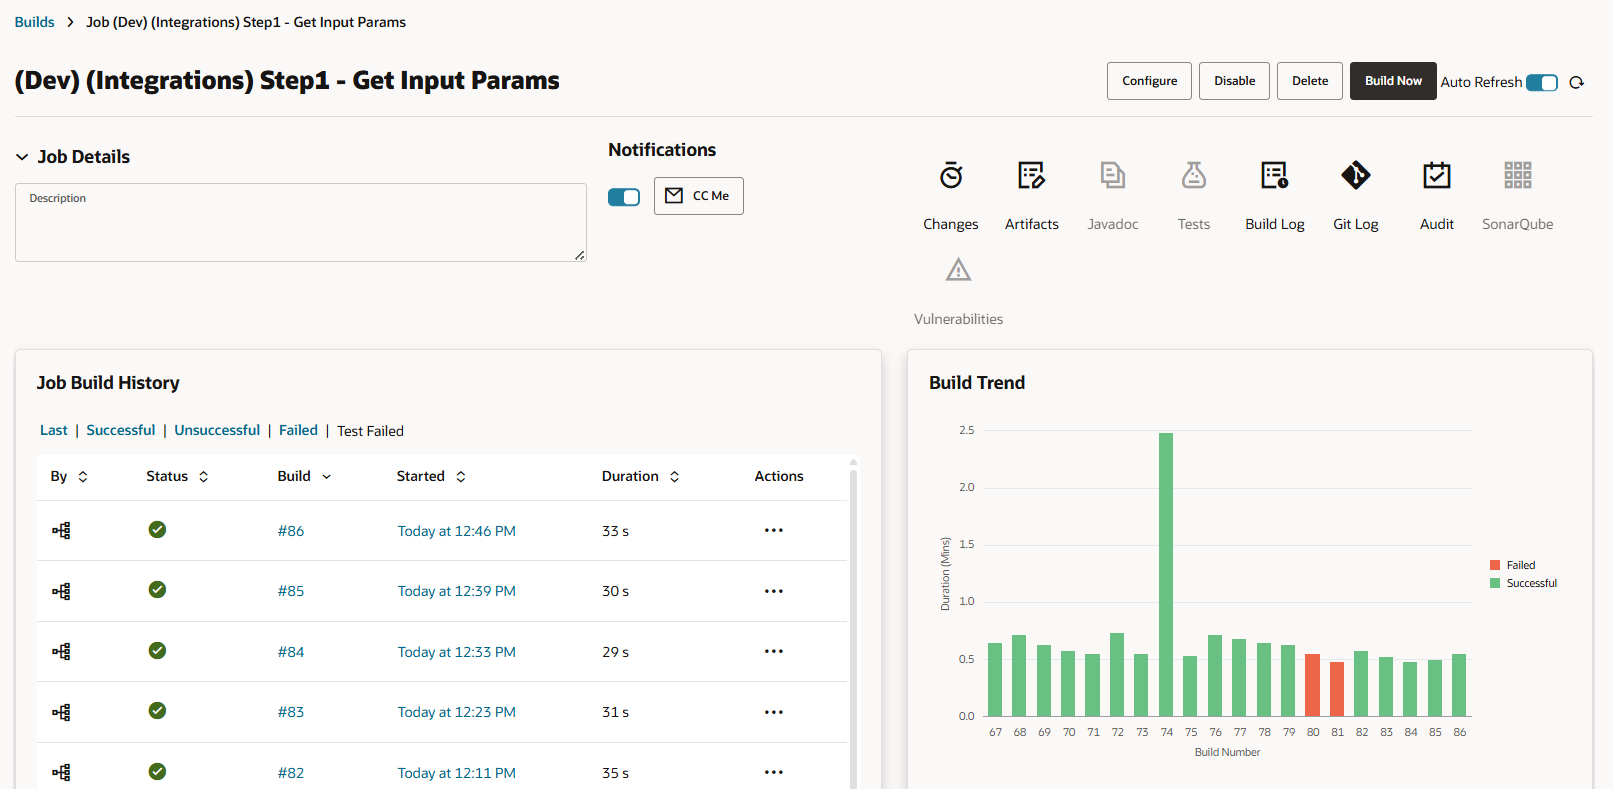 Builds > Job (Dev) (Integrations) Step1 - Get Input Params
(Dev) (Integrations) Step1 - Get Input Params
Configure Disable Delete Build Now Auto Refresh
Job Details
Description
Notifications
CC Me
Changes Artifacts Javadoc Tests Build Log Git Log Audit SonarQube
Vulnerabilities
Job Build History
Last | Successful | Unsuccessful | Failed | Test Failed
By Status Build Started Duration Actions
#86 Today at 12:46 PM 33 s
#85 Today at 12:39 PM 30 s
#84 Today at 12:33 PM 29 s
#83 Today at 12:23 PM 31 s
#82 Today at 12:11 PM 35 s
Build Trend
2.5
2.0
1.5
1.0
0.5
0.0
Duration (Mins)
67 68 69 70 71 72 73 74 75 76 77 78 79 80 81 82 83 84 85 86
Build Number
Failed
Successful